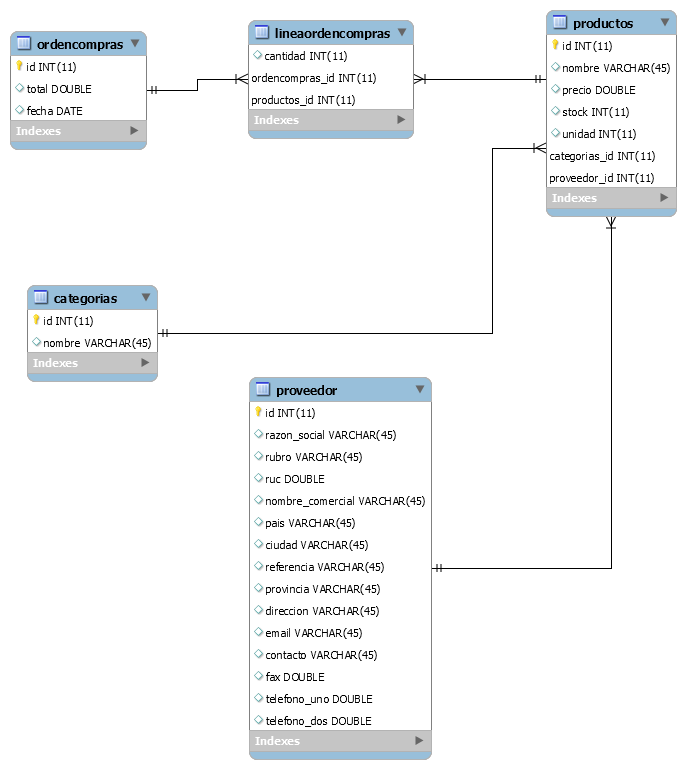 ordencompras
id INT(11)
total DOUBLE
fecha DATE
Indexes
lineaordencompras
cantidad INT(11)
ordencompras_id INT(11)
productos_id INT(11)
Indexes
productos
id INT(11)
nombre VARCHAR(45)
precio DOUBLE
stock INT(11)
unidad INT(11)
categorias_id INT(11)
proveedor_id INT(11)
Indexes
categorias
id INT(11)
nombre VARCHAR(45)
Indexes
proveedor
id INT(11)
razon_social VARCHAR(45)
rubro VARCHAR(45)
ruc DOUBLE
nombre_comercial VARCHAR(45)
pais VARCHAR(45)
ciudad VARCHAR(45)
referencia VARCHAR(45)
provincia VARCHAR(45)
direccion VARCHAR(45)
email VARCHAR(45)
contacto VARCHAR(45)
fax DOUBLE
telefono_uno DOUBLE
telefono_dos DOUBLE
Indexes